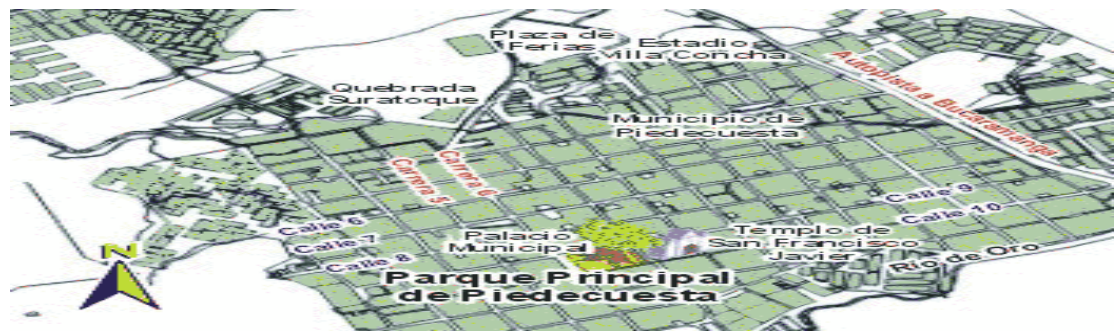 Plaza de
Ferias
Estadio
Villa Concha
Autopista a Bucaramanga
Quebrada
Suratoque
Municipio de
Piedecuesta
Carrera 5
Carrera 6
Calle 9
Calle 10
Calle 6
Calle 7
Calle 8
Palacio
Municipal
Templo de
San Francisco
Javier
Río de Oro
N
Parque Principal
de Piedecuesta